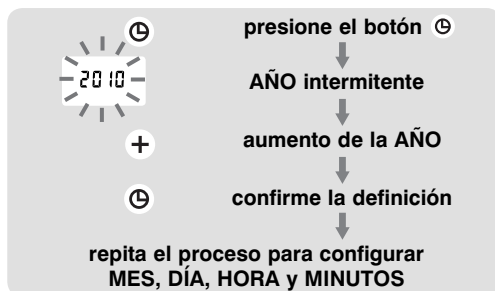 presione el botón
2010
AÑO intermitente
+
aumento de la AÑO
confirme la definición
repita el proceso para configurar
MES, DÍA, HORA y MINUTOS